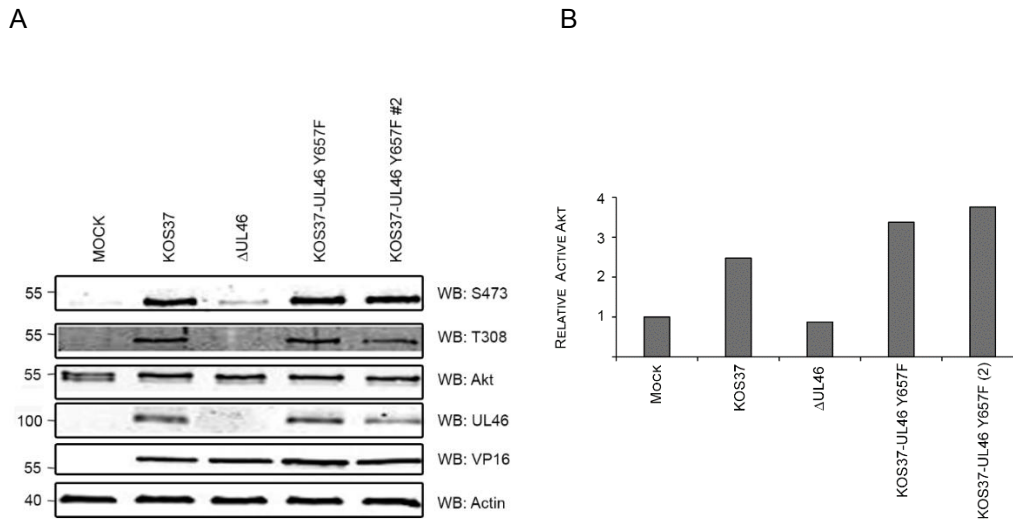 A
MOCK
KOS37
ΔUL46
KOS37-UL46 Y657F
KOS37-UL46 Y657F #2
55
WB: S473
55
WB: T308
55
WB: Akt
100
WB: UL46
55
WB: VP16
40
WB: Actin
B
RELATIVE ACTIVE AKT
4
3
2
1
MOCK
KOS37
ΔUL46
KOS37-UL46 Y657F
KOS37-UL46 Y657F (2)